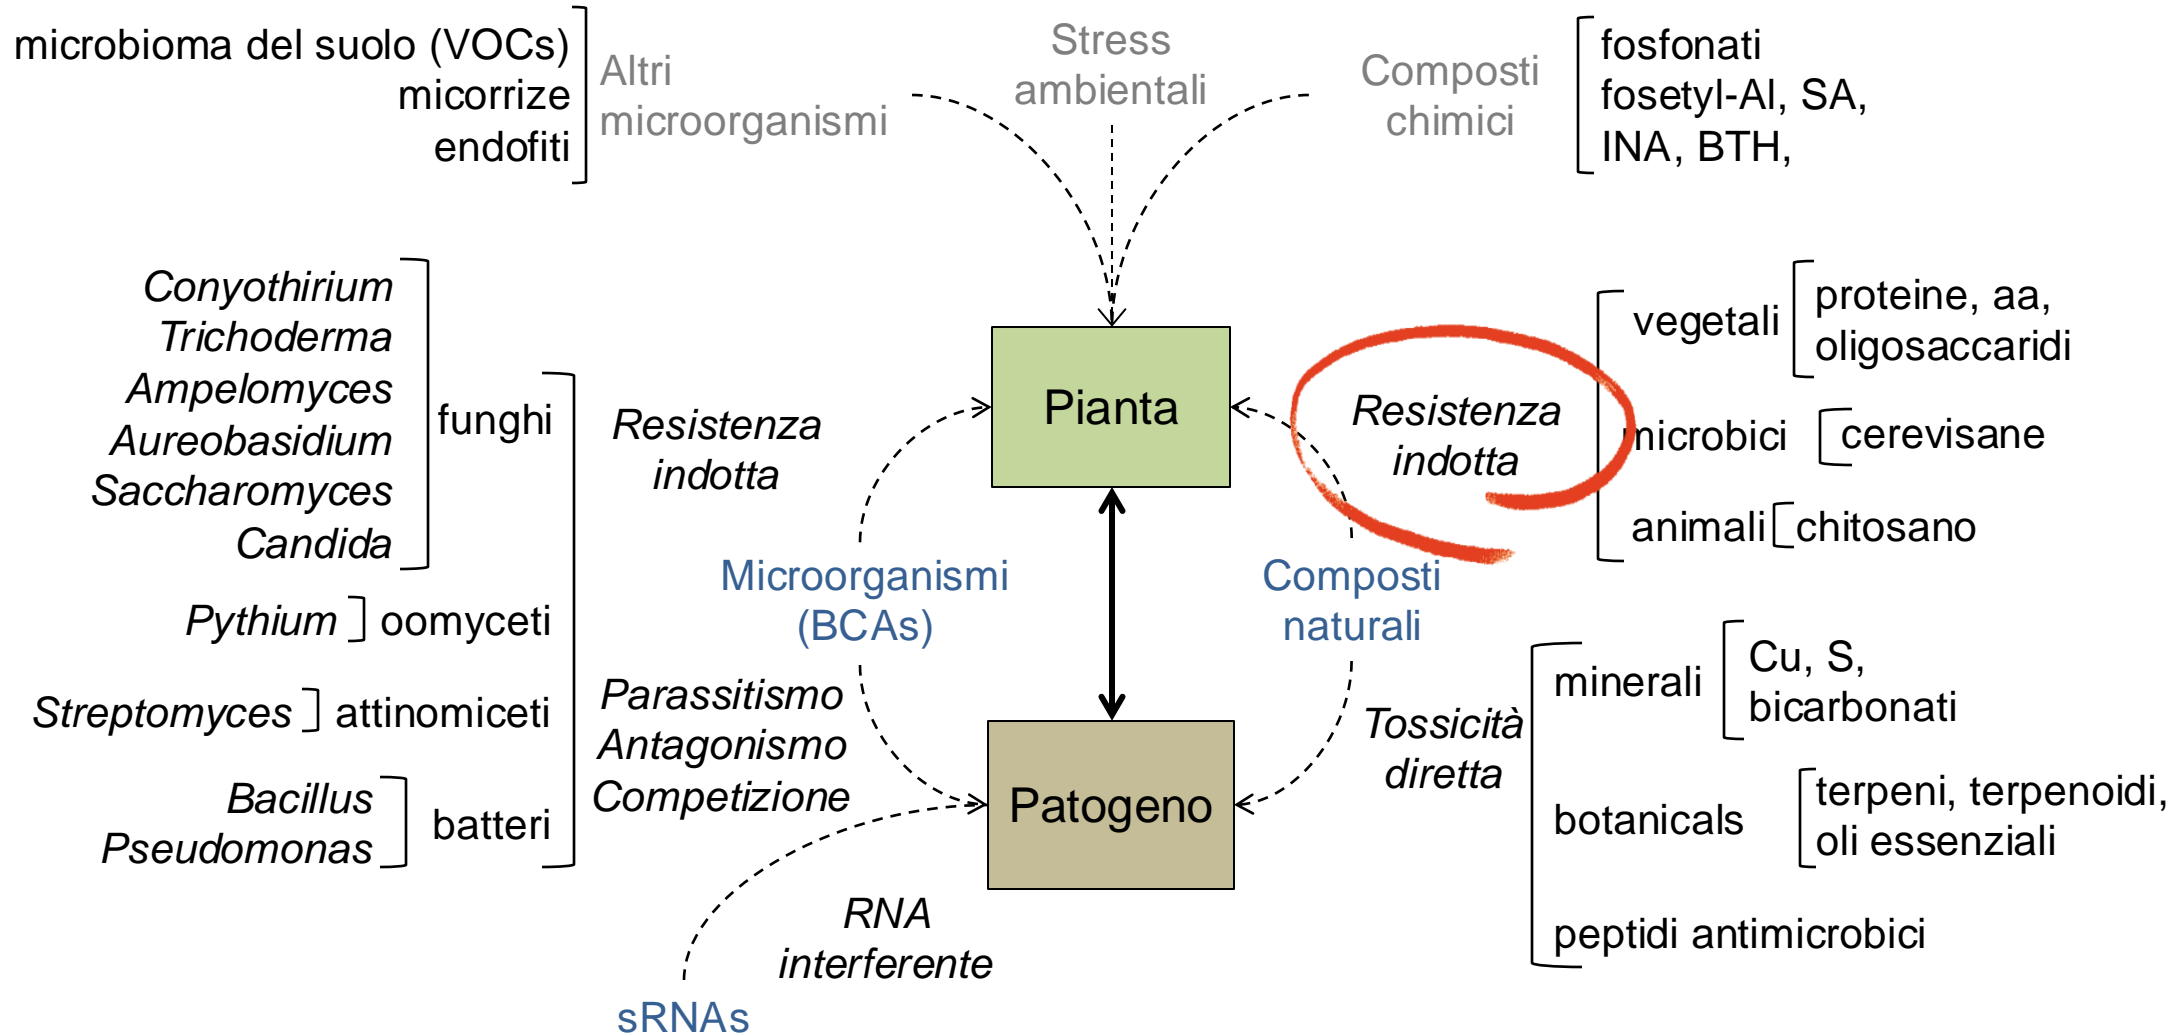 microbioma del suolo (VOCs)
micorrize
endofiti
Altri
microorganismi
Stress
ambientali
Composti
chimici
fosfonati
fosetyl-Al, SA,
INA, BTH,
Conyothirium
Trichoderma
Ampelomyces
Aureobasidium
Saccharomyces
Candida
funghi
Pythium
oomyceti
Streptomyces
attinomiceti
Bacillus
Pseudomonas
batteri
Resistenza
indotta
Microorganismi
(BCAs)
Parassitismo
Antagonismo
Competizione
RNA
interferente
sRNAs
Pianta
Patogeno
Resistenza
indotta
Composti
naturali
Tossicità
diretta
vegetali
proteine, aa,
oligosaccaridi
microbici
cerevisane
animali
chitosano
minerali
Cu, S,
bicarbonati
botanicals
terpeni, terpenoidi,
oli essenziali
peptidi antimicrobici